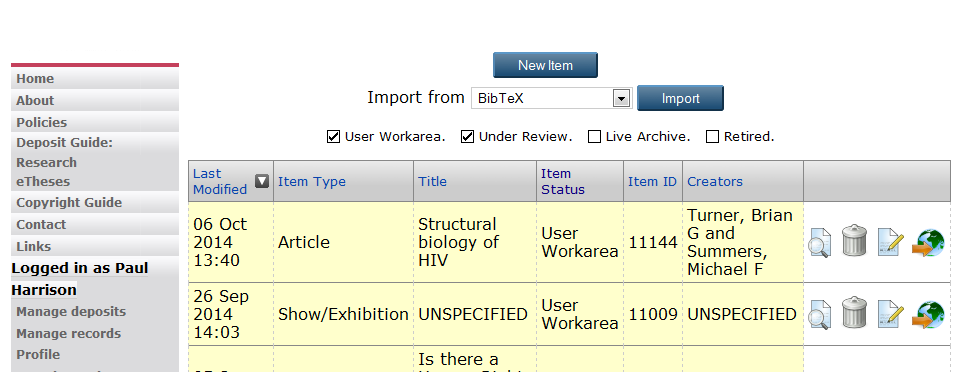 New Item
Import from BibTeX Import
User Workarea. Under Review. Live Archive. Retired.
Home
About
Policies
Deposit Guide:
Research
eTheses
Copyright Guide
Contact
Links
Logged in as Paul
Harrison
Manage deposits
Manage records
Profile
Last
Modified
Item Type
Title
Item
Status
Item ID
Creators
06 Oct
2014
13:40
Article
Structural
biology of
HIV
User
Workarea
11144
Turner, Brian
G and
Summers,
Michael F
26 Sep
2014
14:03
Show/Exhibition
UNSPECIFIED
User
Workarea
11009
UNSPECIFIED
Is there a